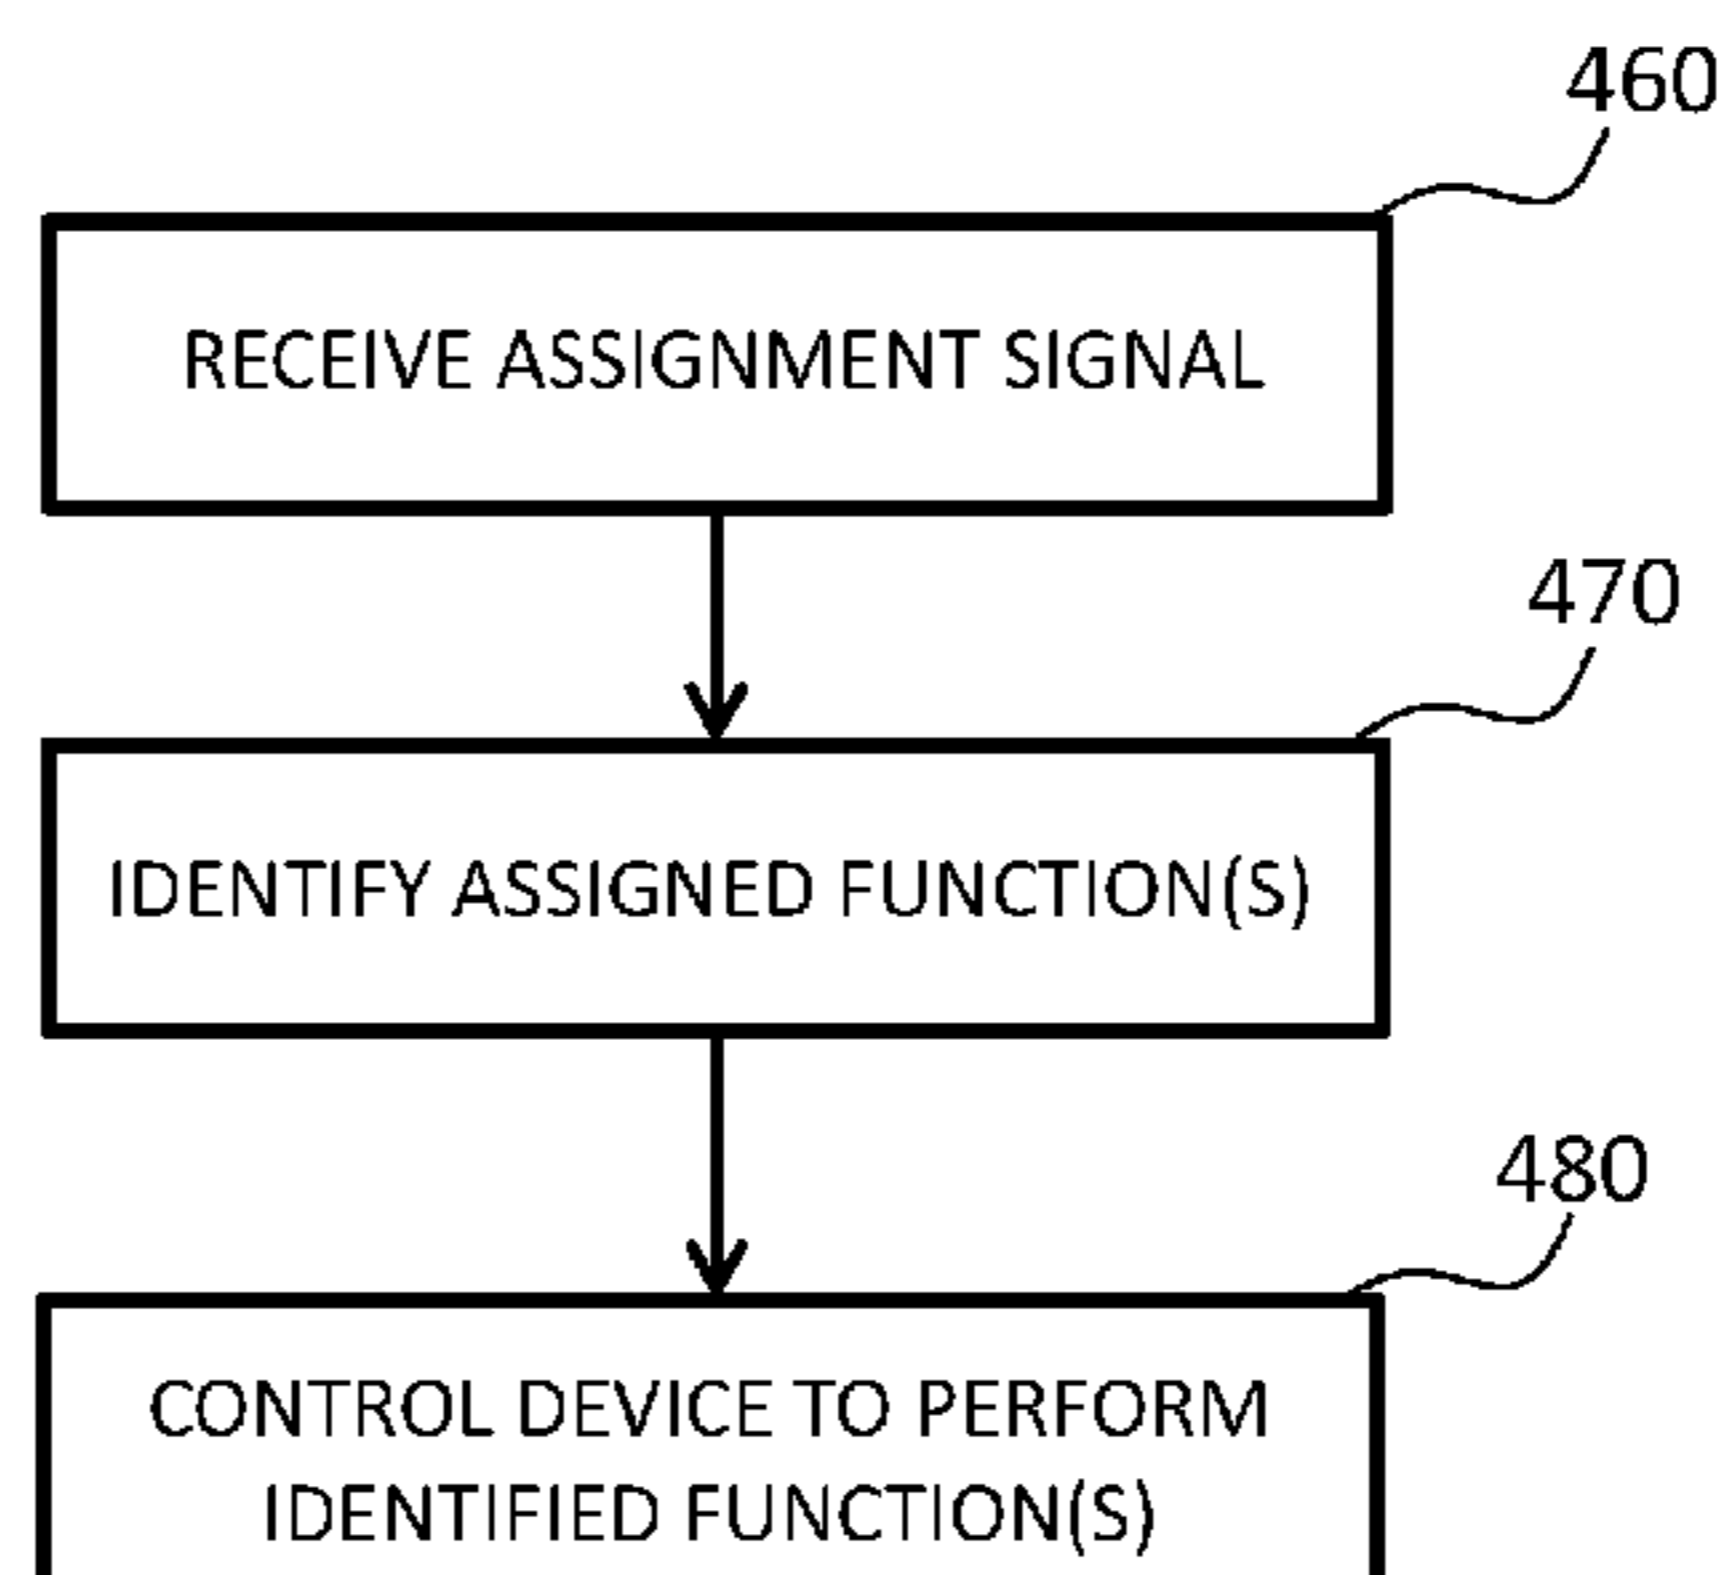 460
RECEIVE ASSIGNMENT SIGNAL
470
IDENTIFY ASSIGNED FUNCTION(S)
480
CONTROL DEVICE TO PERFORM
IDENTIFIED FUNCTION(S)